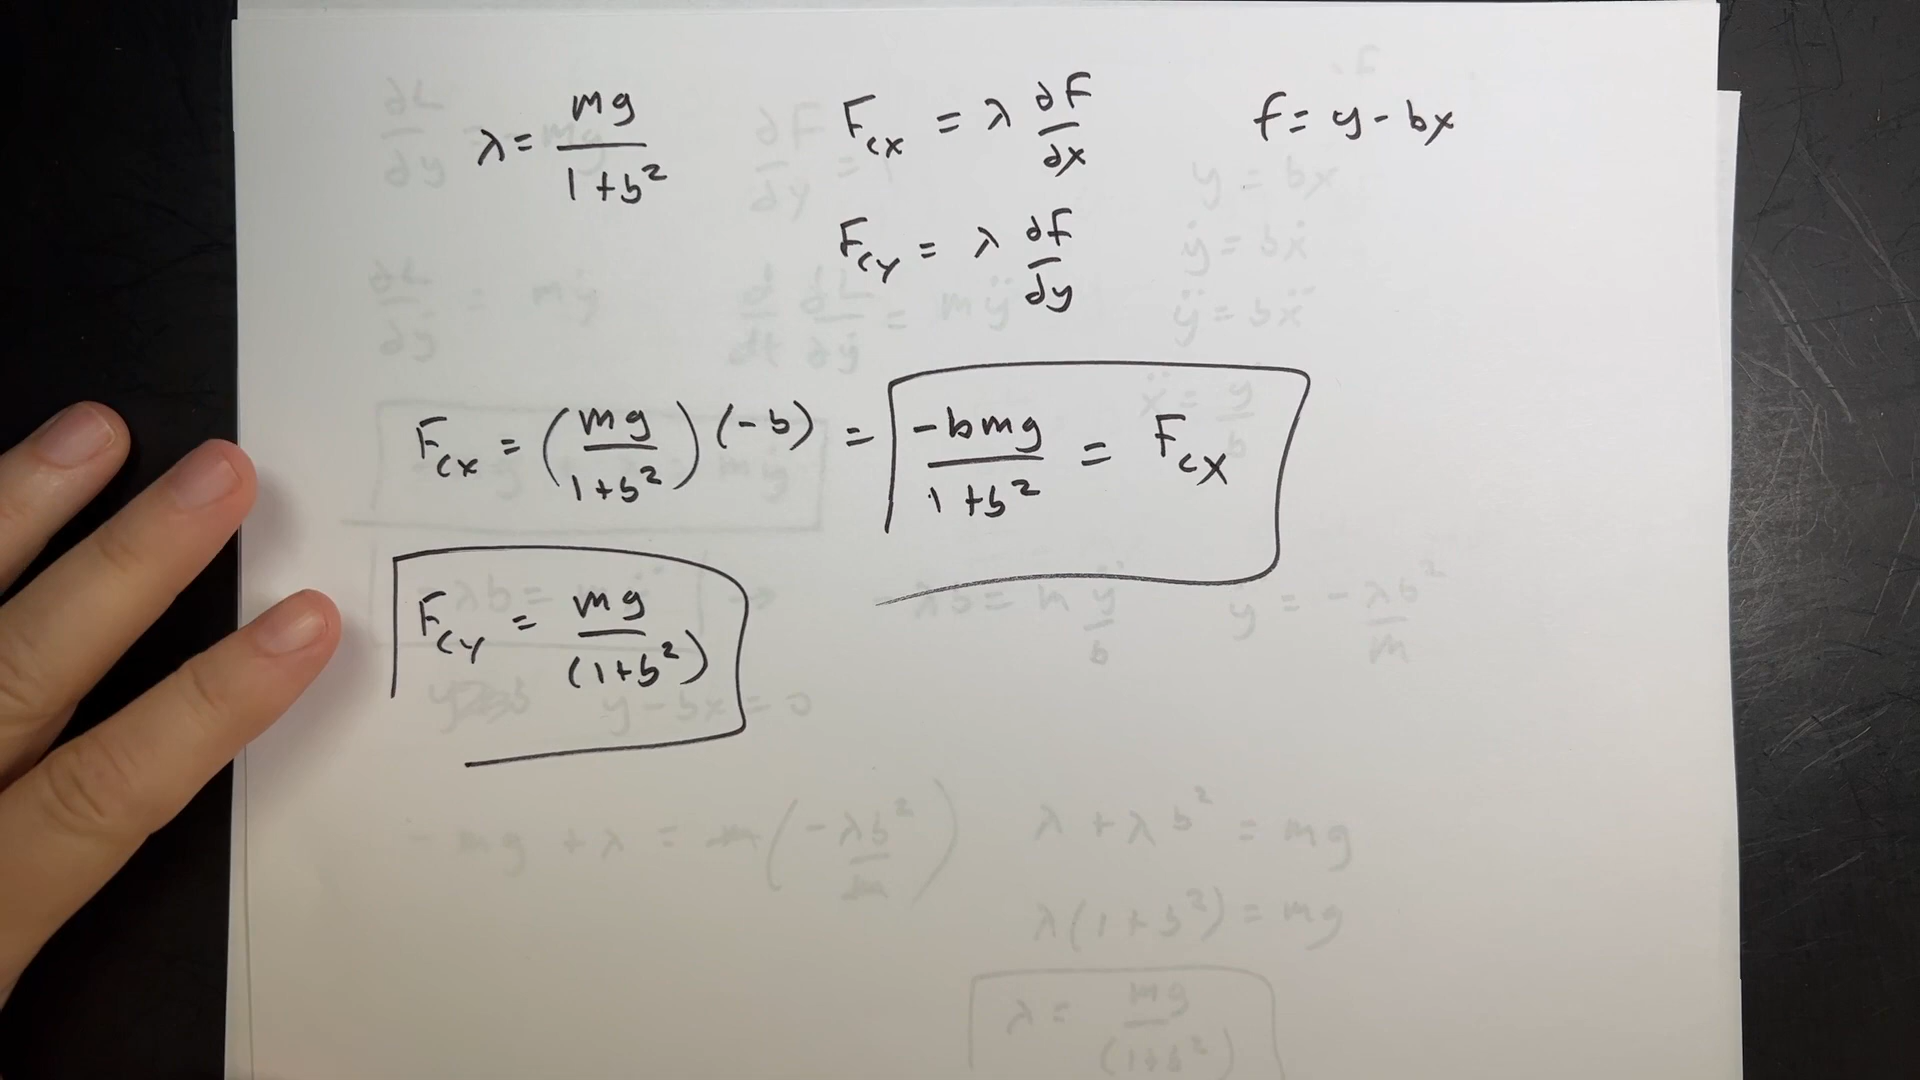 λ = mg / (1+b²)    F_cx = λ ∂F/∂x    f = y - bx
F_cy = λ ∂F/∂y
F_cx = (mg / (1+b²)) (-b) = -bmg / (1+b²) = F_cx
F_cy = mg / (1+b²)